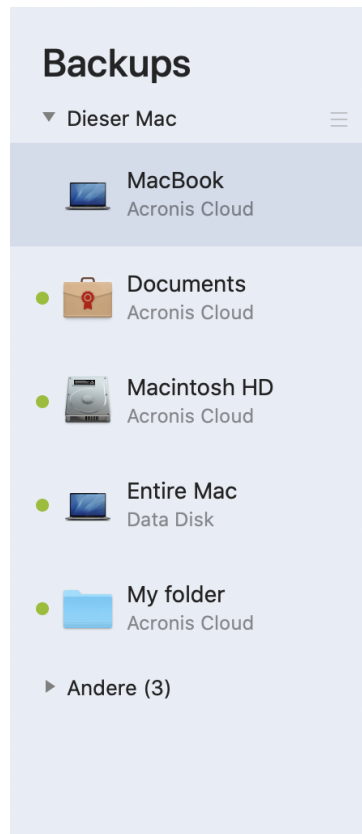 Backups
Dieser Mac
MacBook
Acronis Cloud
Documents
Acronis Cloud
Macintosh HD
Acronis Cloud
Entire Mac
Data Disk
My folder
Acronis Cloud
Andere (3)